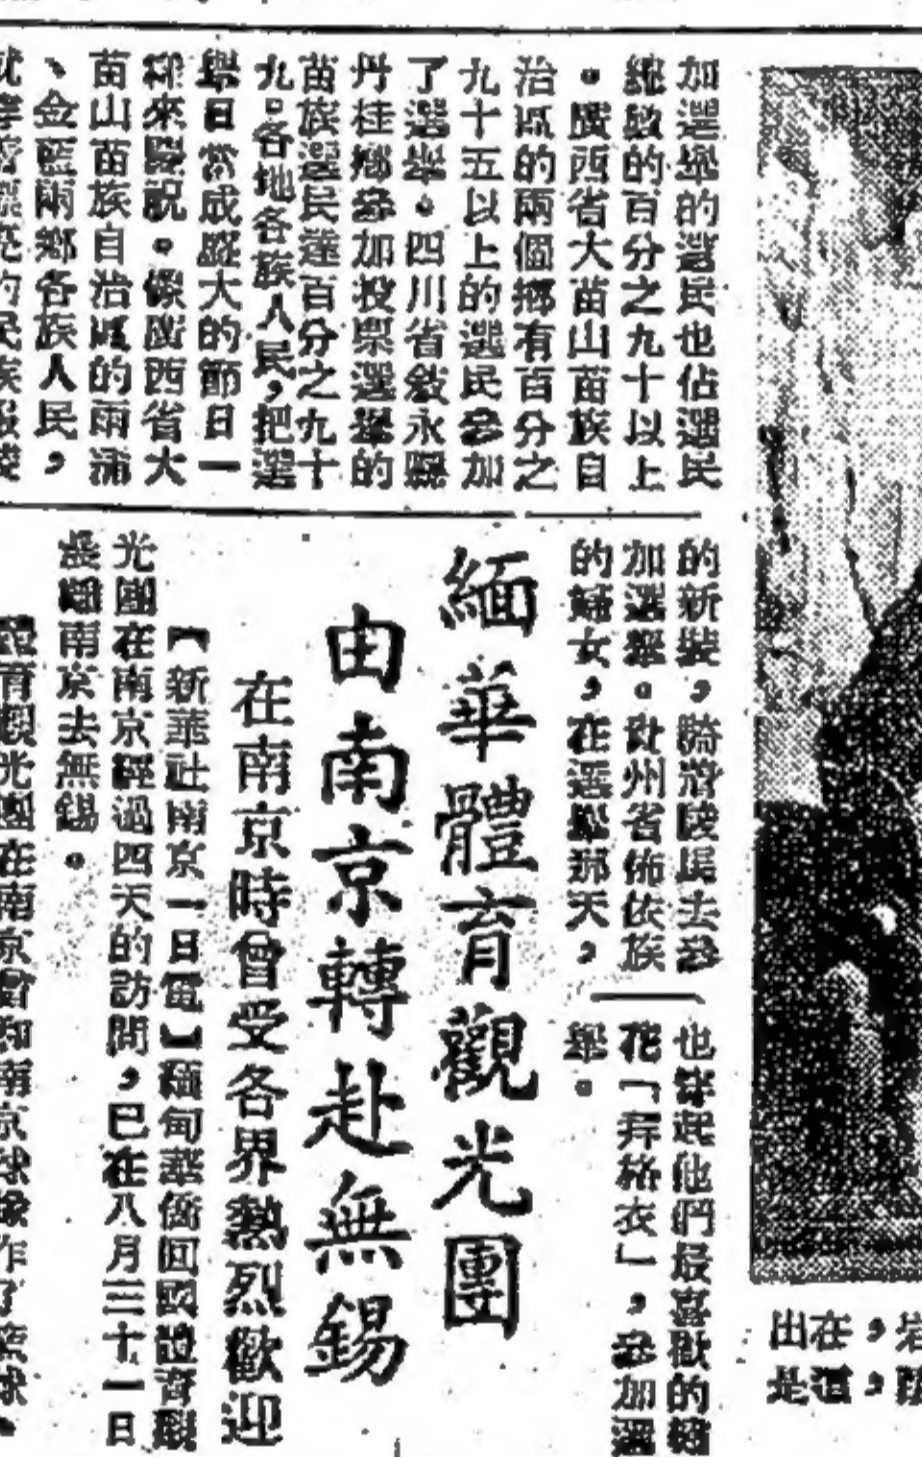 加選舉的選民也佔選民
總數的百分之九十以上
。廣西省大苗山苗族自
治區的兩個鄉有百分之
九十五以上的選民參加
了選舉。四川省敘永縣
丹桂鄉參加投票選舉的
苗族選民達百分之九十
九。各地各族人民,把選
舉日當成盛大的節日一
樣來慶祝。像廣西省大
苗山苗族自治區的雨浦
、金藍兩鄉各族人民,
的新裝,去參
加選舉。貴州省佈依族
的婦女,在選舉那天,
也穿起他們最喜歡的
花「拜格衣」,參加選
舉。
緬華體育觀光團
由南京轉赴無錫
在南京時曾受各界熱烈歡迎
【新華社南京一日電】緬甸華僑回國體育觀
光團在南京經過四天的訪問,已在八月三十一日
晨離南京去無錫。
體育觀光團在南京曾和南京球隊作了籃球、
在,
出
是